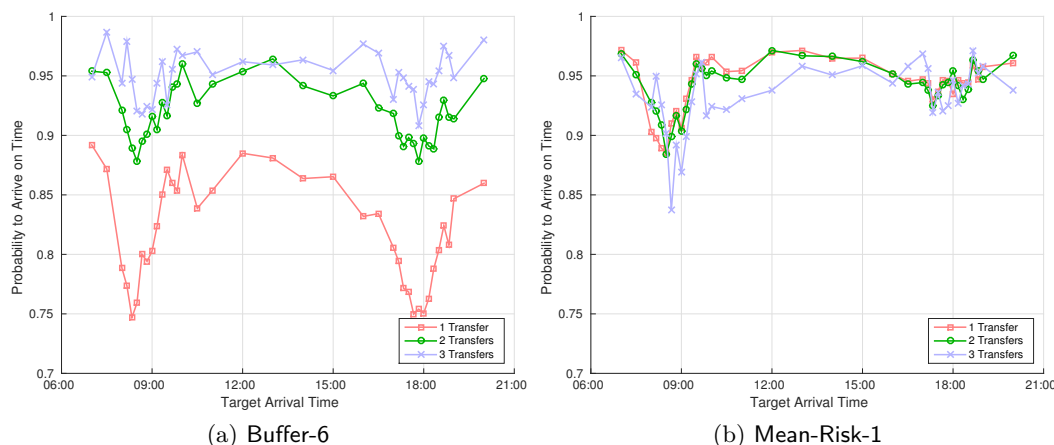 1
0.95
0.9
0.85
0.8
0.75
0.7
Probability to Arrive on Time
1 Transfer
2 Transfers
3 Transfers
06:00 09:00 12:00 15:00 18:00 21:00
Target Arrival Time
(a) Buffer-6
1
0.95
0.9
0.85
0.8
0.75
0.7
Probability to Arrive on Time
1 Transfer
2 Transfers
3 Transfers
06:00 09:00 12:00 15:00 18:00 21:00
Target Arrival Time
(b) Mean-Risk-1